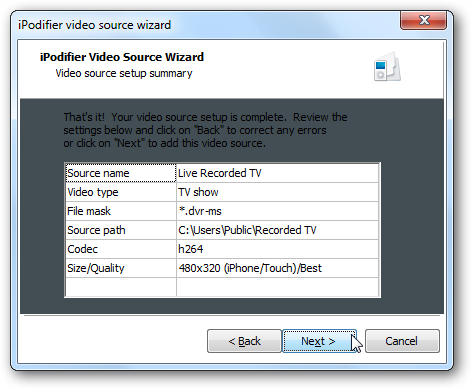 iPodifier video source wizard
iPodifier Video Source Wizard
Video source setup summary
That's it!  Your video source setup is complete.  Review the
settings below and click on "Back" to correct any errors
or click on "Next" to add this video source.
Source name Live Recorded TV
Video type TV show
File mask *.dvr-ms
Source path C:\Users\Public\Recorded TV
Codec h264
Size/Quality 480x320 (iPhone/Touch)/Best
< Back Next > Cancel